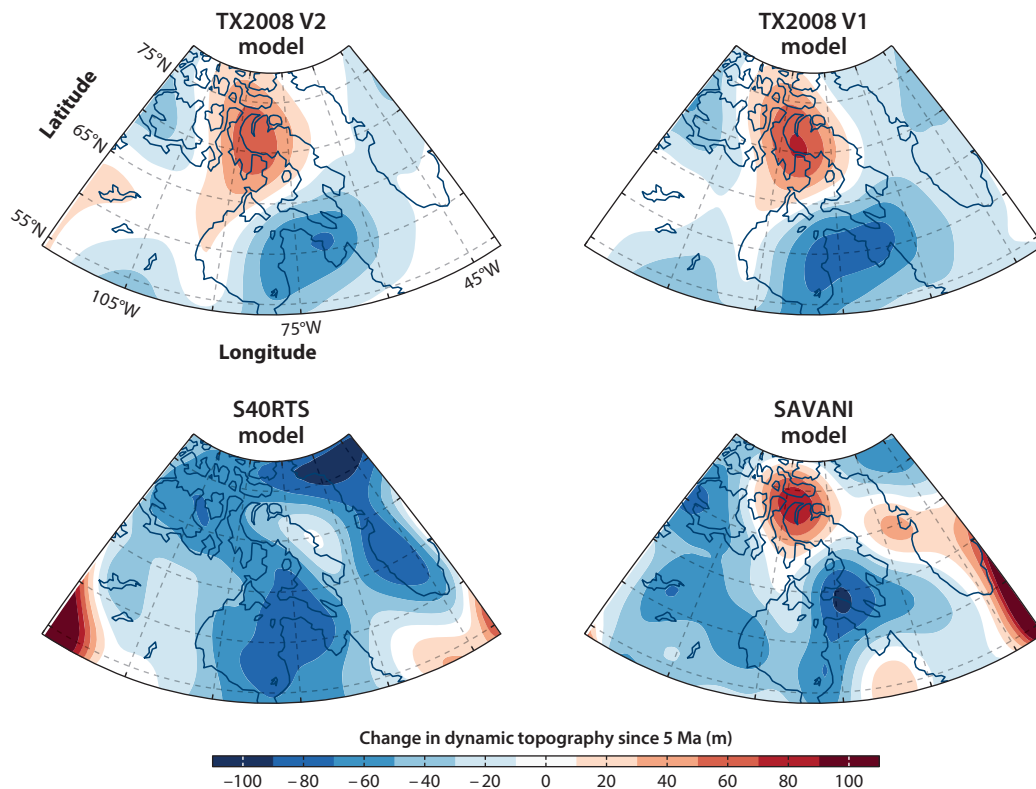 TX2008 V2
model
TX2008 V1
model
Latitude
75°N
65°N
55°N
105°W
75°W
45°W
Longitude
S40RTS
model
SAVANI
model
Change in dynamic topography since 5 Ma (m)
−100 −80 −60 −40 −20 0 20 40 60 80 100